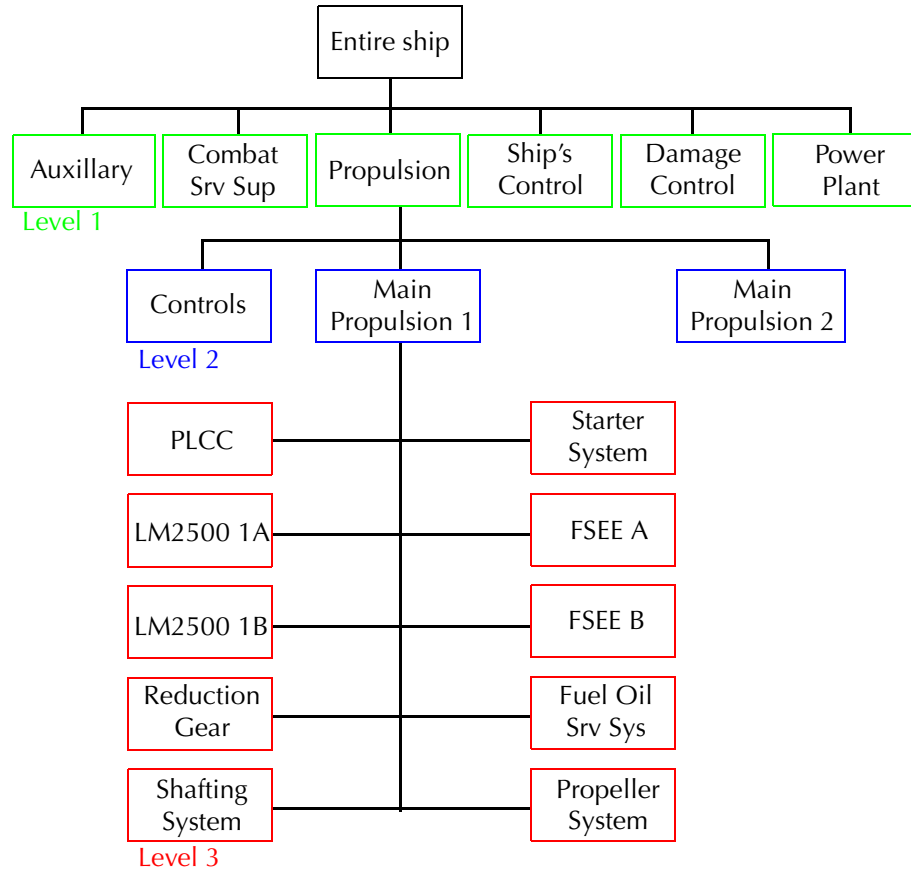 Entire ship
Auxillary
Combat
Srv Sup
Propulsion
Ship's
Control
Damage
Control
Power
Plant
Level 1
Controls
Main
Propulsion 1
Main
Propulsion 2
Level 2
PLCC
Starter
System
LM2500 1A
FSEE A
LM2500 1B
FSEE B
Reduction
Gear
Fuel Oil
Srv Sys
Shafting
System
Propeller
System
Level 3